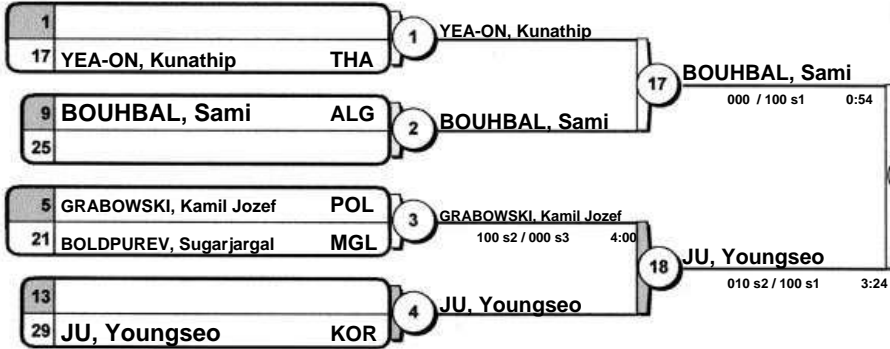 1
17 YEA-ON, Kunathip THA
1 YEA-ON, Kunathip
9 BOUHBAL, Sami ALG
25
2 BOUHBAL, Sami
17 BOUHBAL, Sami
000 / 100 s1 0:54
5 GRABOWSKI, Kamil Jozef POL
21 BOLDPUREV, Sugarjargal MGL
3 GRABOWSKI, Kamil Jozef
100 s2 / 000 s3 4:00
13
29 JU, Youngseo KOR
4 JU, Youngseo
18 JU, Youngseo
010 s2 / 100 s1 3:24